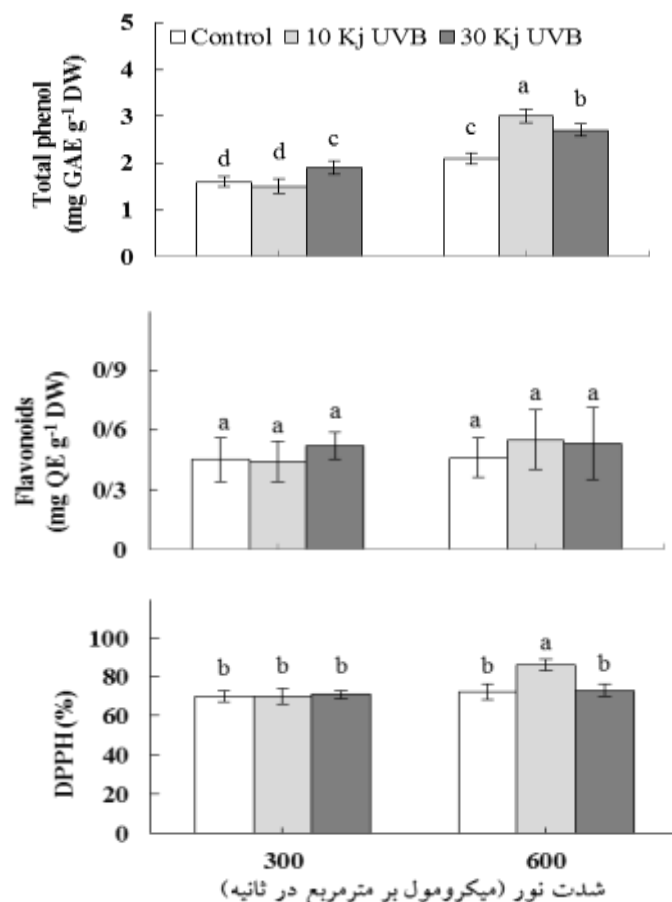 Control 10 Kj UVB 30 Kj UVB
Total phenol
(mg GAE g⁻¹ DW)
5
4
3
2
1
0
d d c c a b
Flavonoids
(mg QE g⁻¹ DW)
0/9
0/6
0/3
0
a a a a a a
DPPH (%)
100
80
60
40
20
0
b b b b a b
300 600
شدت نور (میکرومول بر مترمربع در ثانیه)